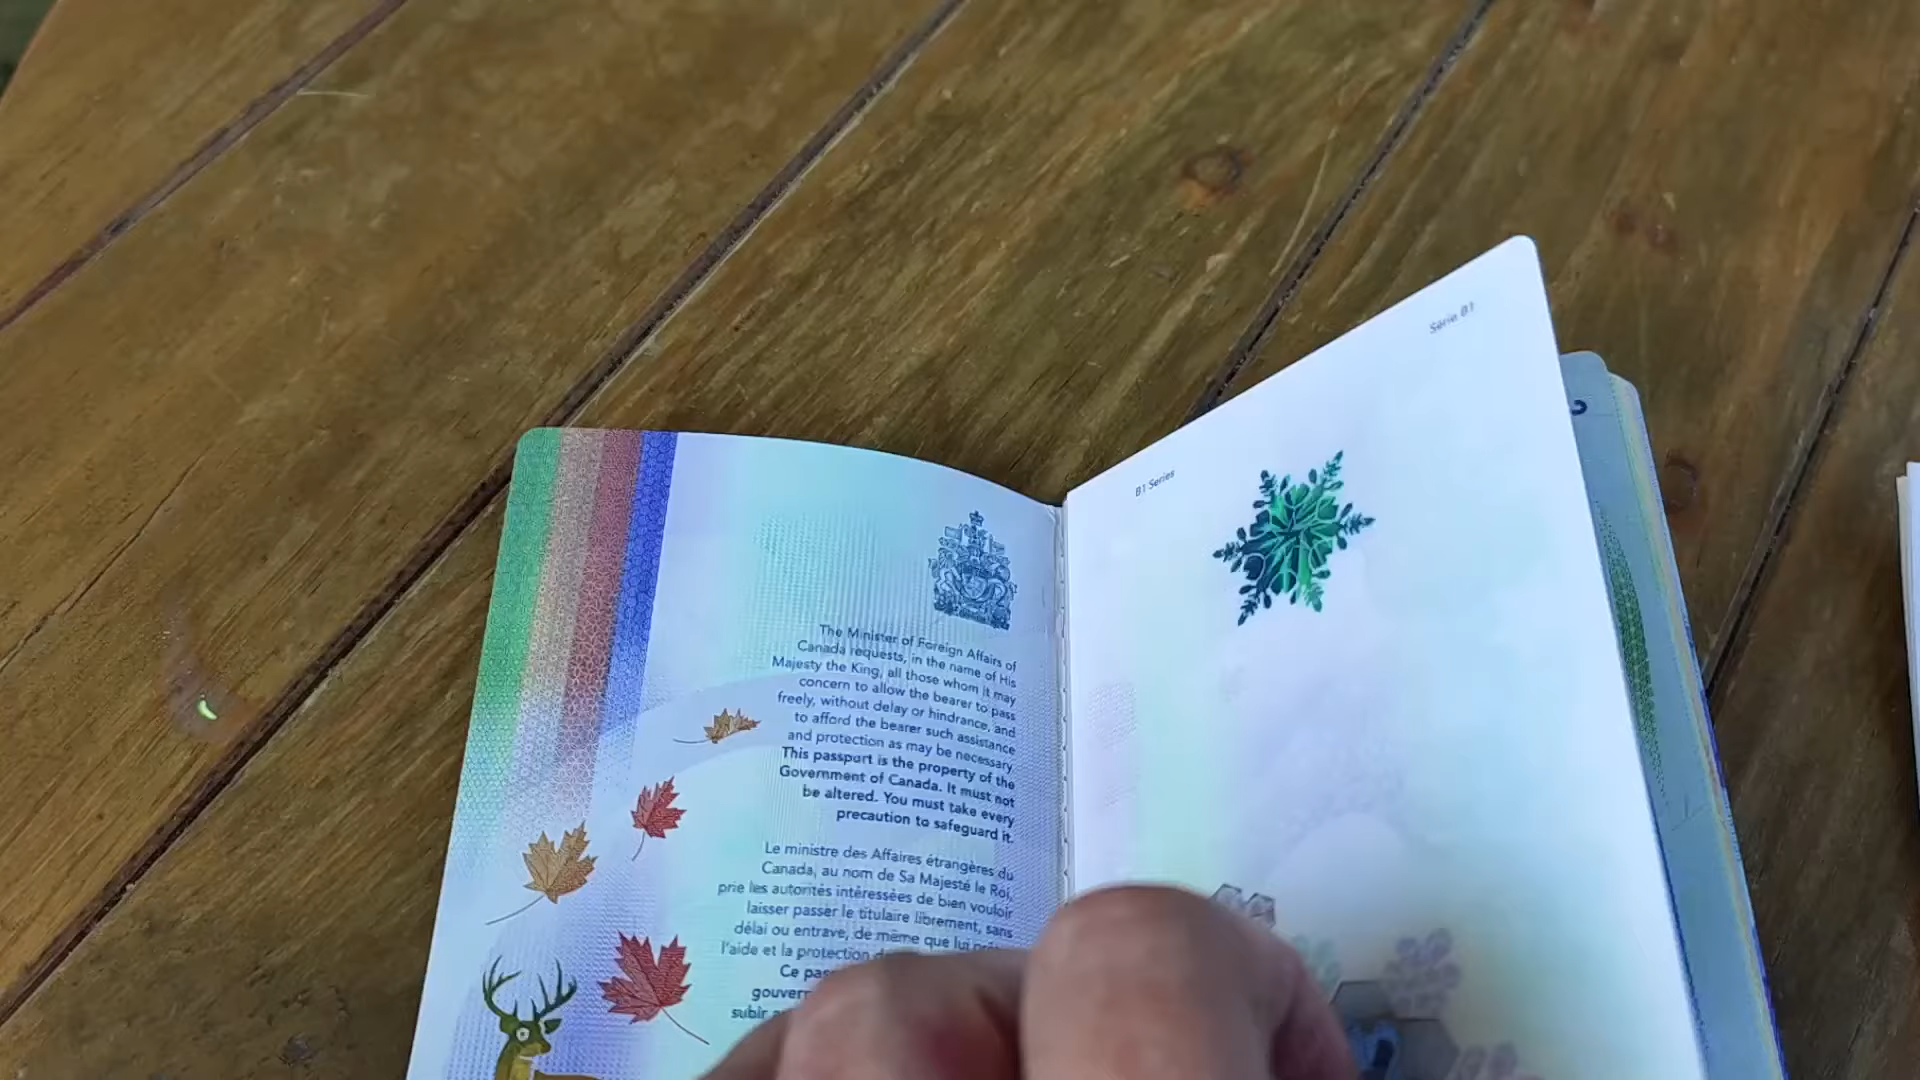 The Minister of Foreign Affairs of
Canada requests, in the name of His
Majesty the King, all those whom it may
concern to allow the bearer to pass
freely, without delay or hindrance, and
to afford the bearer such assistance
and protection as may be necessary
This passport is the property of the
Government of Canada. It must not
be altered. You must take every
precaution to safeguard it.
Le ministre des Affaires étrangères du
Canada, au nom de Sa Majesté le Roi,
prie les autorités intéressées de bien vouloir
laisser passer le titulaire librement, sans
délai ou entrave, de même que lui
l'aide et la protection
Ce
subir
B1 Series
Série B1